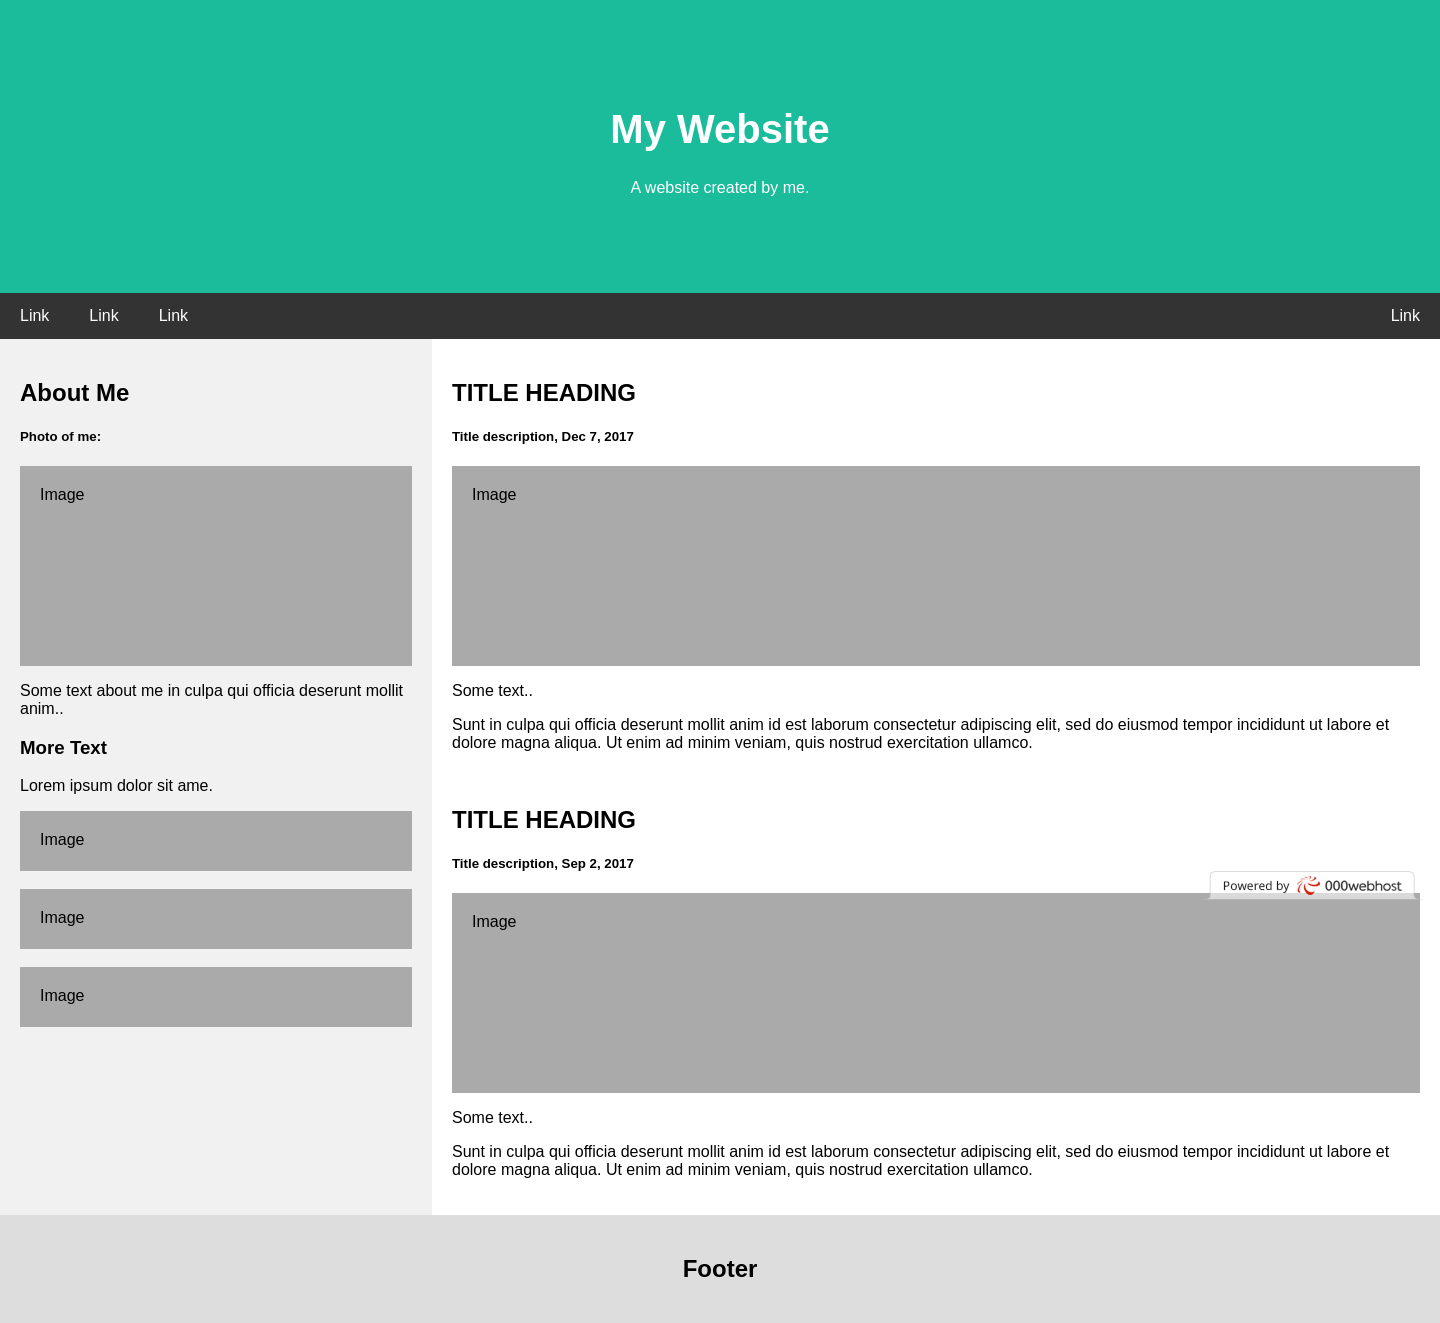 My Website
A website created by me.
Link Link Link Link
About Me
Photo of me:
Image
Some text about me in culpa qui officia deserunt mollit
anim..
More Text
Lorem ipsum dolor sit ame.
Image
Image
Image
TITLE HEADING
Title description, Dec 7, 2017
Image
Some text..
Sunt in culpa qui officia deserunt mollit anim id est laborum consectetur adipiscing elit, sed do eiusmod tempor incididunt ut labore et
dolore magna aliqua. Ut enim ad minim veniam, quis nostrud exercitation ullamco.
TITLE HEADING
Title description, Sep 2, 2017
Powered by 000webhost
Image
Some text..
Sunt in culpa qui officia deserunt mollit anim id est laborum consectetur adipiscing elit, sed do eiusmod tempor incididunt ut labore et
dolore magna aliqua. Ut enim ad minim veniam, quis nostrud exercitation ullamco.
Footer